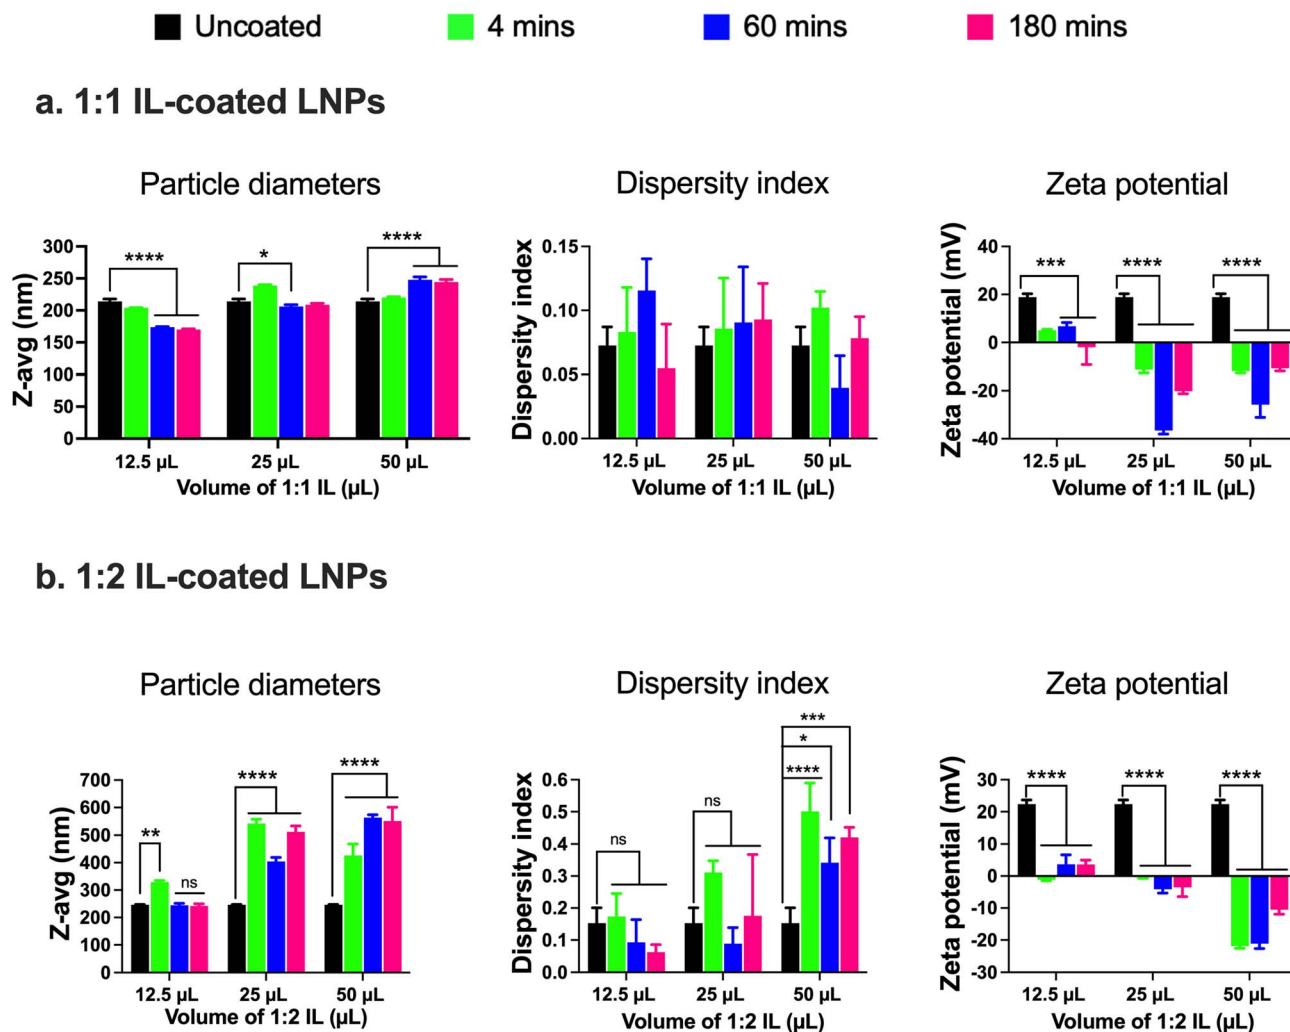 Uncoated 4 mins 60 mins 180 mins
a. 1:1 IL-coated LNPs
Particle diameters
Z-avg (nm)
300
250
200
150
100
50
0
****
*
****
12.5 µL 25 µL 50 µL
Volume of 1:1 IL (µL)
Dispersity index
Dispersity index
0.15
0.10
0.05
0.00
12.5 µL 25 µL 50 µL
Volume of 1:1 IL (µL)
Zeta potential
Zeta potential (mV)
40
20
0
-20
-40
***
****
****
12.5 µL 25 µL 50 µL
Volume of 1:1 IL (µL)
b. 1:2 IL-coated LNPs
Particle diameters
Z-avg (nm)
700
600
500
400
300
200
100
0
**
ns
****
****
12.5 µL 25 µL 50 µL
Volume of 1:2 IL (µL)
Dispersity index
Dispersity index
0.6
0.5
0.4
0.3
0.2
0.1
0.0
ns
ns
***
*
****
12.5 µL 25 µL 50 µL
Volume of 1:2 IL (µL)
Zeta potential
Zeta potential (mV)
30
20
10
0
-10
-20
-30
****
****
****
12.5 µL 25 µL 50 µL
Volume of 1:2 IL (µL)